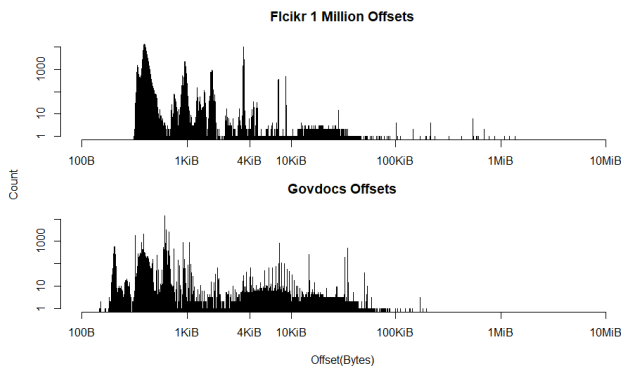 Flcikr 1 Million Offsets
1000
10
1
100B 1KiB 4KiB 10KiB 100KiB 1MiB 10MiB
Count
Govdocs Offsets
1000
10
1
100B 1KiB 4KiB 10KiB 100KiB 1MiB 10MiB
Offset(Bytes)